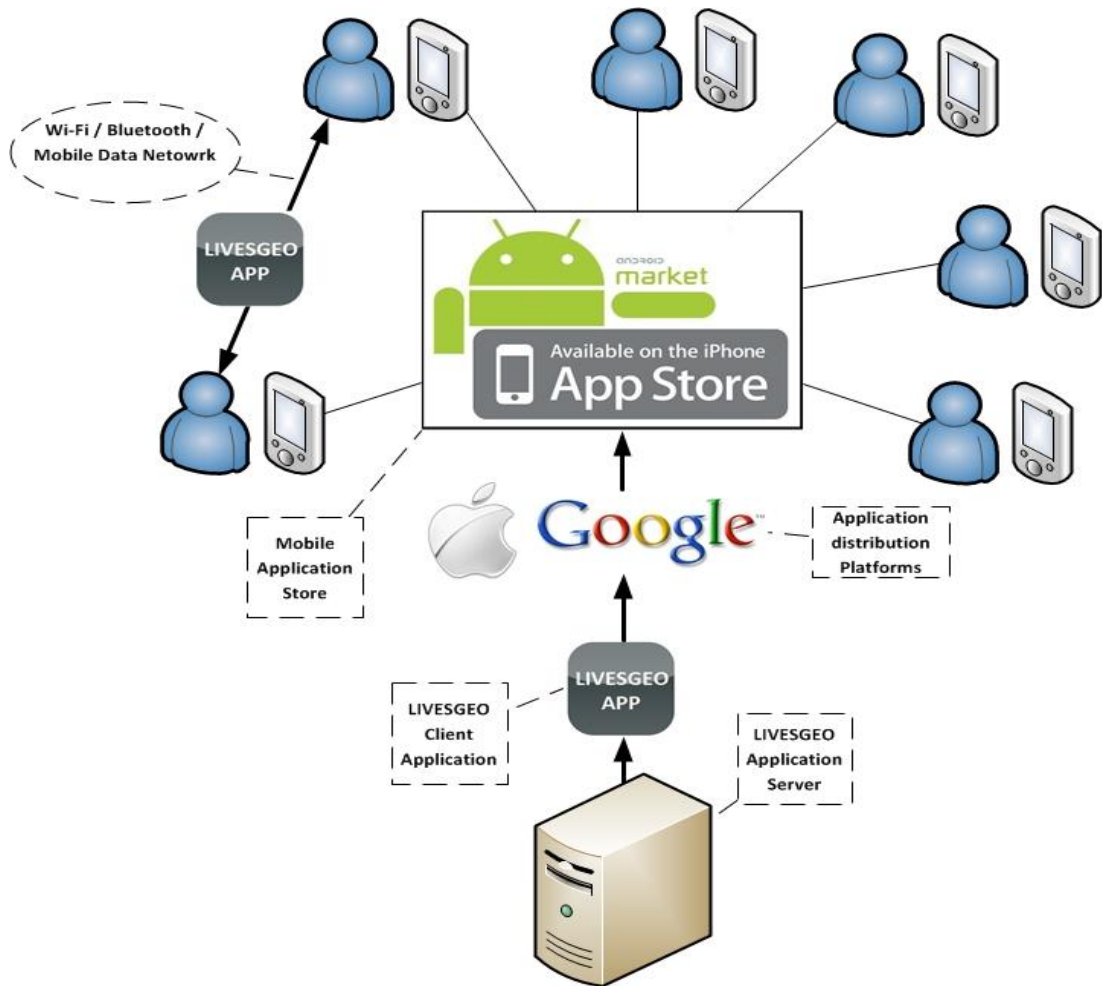 Wi-Fi / Bluetooth /
Mobile Data Netowrk
LIVESGEO
APP
ANDROID
market
Available on the iPhone
App Store
Mobile
Application
Store
Google™
Application
distribution
Platforms
LIVESGEO
Client
Application
LIVESGEO
APP
LIVESGEO
Application
Server